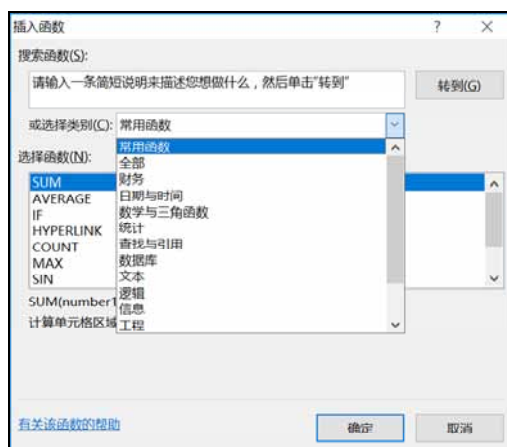 插入函数 ? ×
搜索函数(S):
请输入一条简短说明来描述您想做什么，然后单击"转到"
转到(G)
或选择类别(C): 常用函数
常用函数
全部
财务
日期与时间
数学与三角函数
统计
查找与引用
数据库
文本
逻辑
信息
工程
选择函数(N):
SUM
AVERAGE
IF
HYPERLINK
COUNT
MAX
SIN
SUM(number1
计算单元格区域
有关该函数的帮助
确定
取消